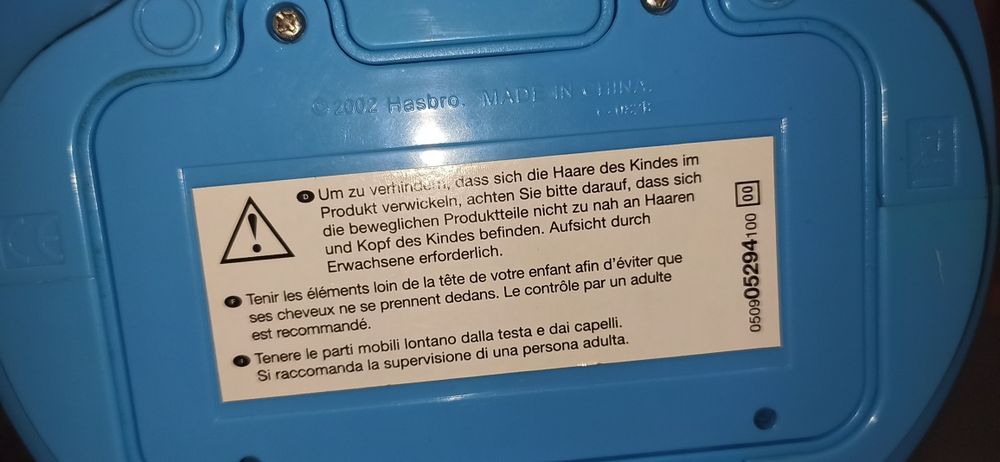 © 2002 Hasbro. MADE IN CHINA.
D Um zu verhindern, dass sich die Haare des Kindes im
Produkt verwickeln, achten Sie bitte darauf, dass sich
die beweglichen Produktteile nicht zu nah an Haaren
und Kopf des Kindes befinden. Aufsicht durch
Erwachsene erforderlich.
F Tenir les éléments loin de la tête de votre enfant afin d'éviter que
ses cheveux ne se prennent dedans. Le contrôle par un adulte
est recommandé.
I Tenere le parti mobili lontano dalla testa e dai capelli.
Si raccomanda la supervisione di una persona adulta.
050905294100 00
CE